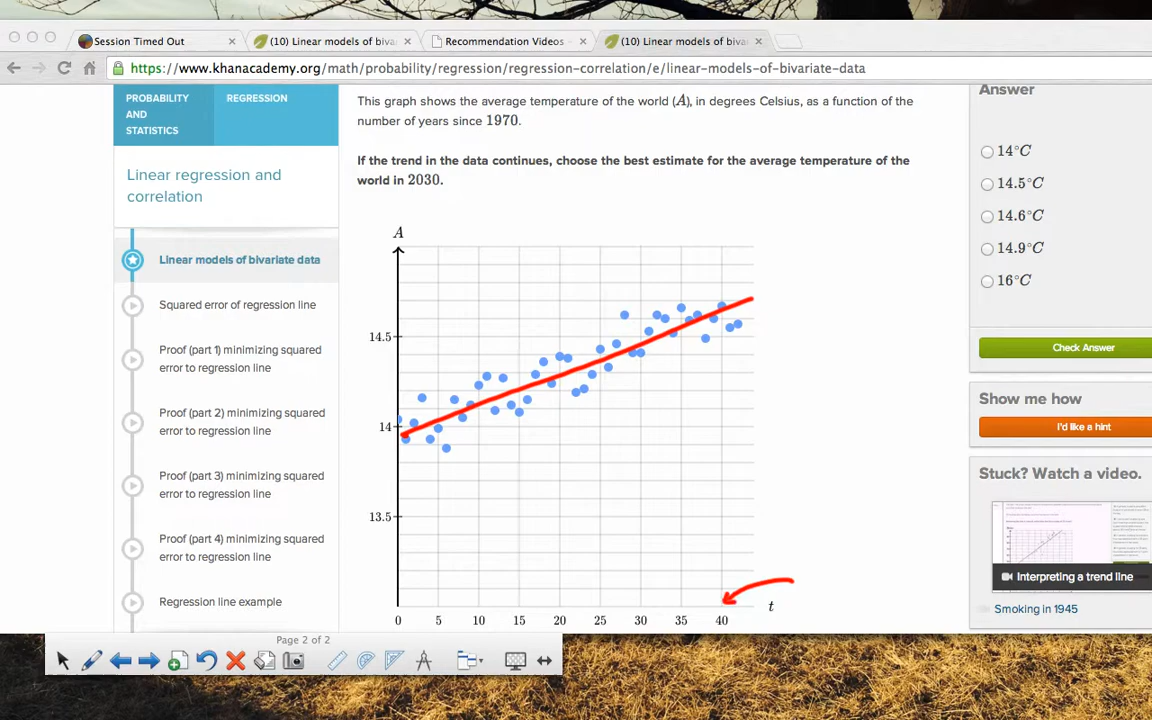 Session Timed Out
(10) Linear models of biva
Recommendation Videos -
(10) Linear models of biva
https://www.khanacademy.org/math/probability/regression/regression-correlation/e/linear-models-of-bivariate-data
PROBABILITY
AND
STATISTICS
REGRESSION
Linear regression and
correlation
Linear models of bivariate data
Squared error of regression line
Proof (part 1) minimizing squared
error to regression line
Proof (part 2) minimizing squared
error to regression line
Proof (part 3) minimizing squared
error to regression line
Proof (part 4) minimizing squared
error to regression line
Regression line example
This graph shows the average temperature of the world (A), in degrees Celsius, as a function of the
number of years since 1970.
If the trend in the data continues, choose the best estimate for the average temperature of the
world in 2030.
A
14.5
14
13.5
0 5 10 15 20 25 30 35 40
t
Answer
14°C
14.5°C
14.6°C
14.9°C
16°C
Check Answer
Show me how
I'd like a hint
Stuck? Watch a video.
Interpreting a trend line
Smoking in 1945
Page 2 of 2